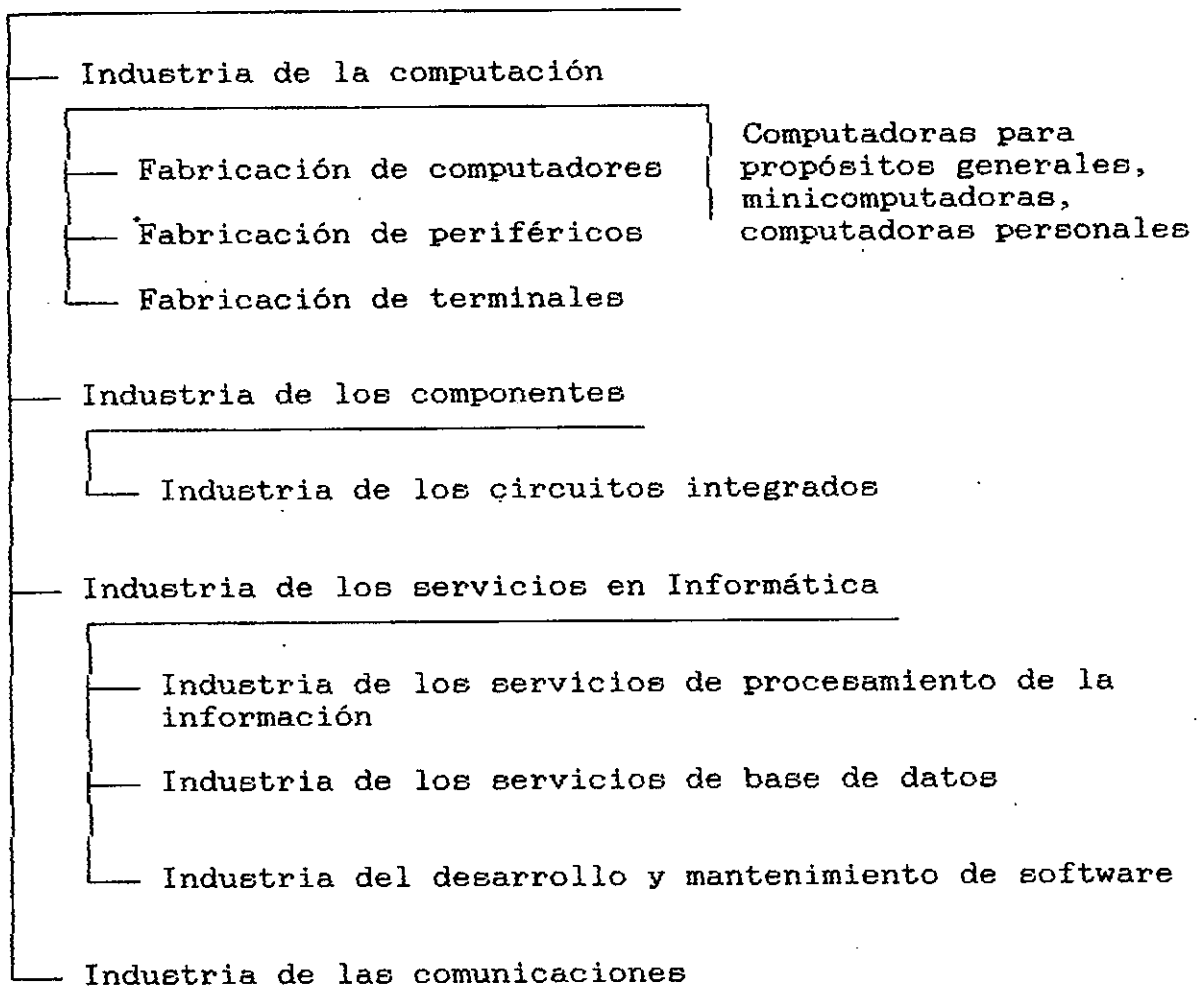 Industria de la computación
Fabricación de computadores
Fabricación de periféricos
Fabricación de terminales
Computadoras para
propósitos generales,
minicomputadoras,
computadoras personales
Industria de los componentes
Industria de los circuitos integrados
Industria de los servicios en Informática
Industria de los servicios de procesamiento de la
información
Industria de los servicios de base de datos
Industria del desarrollo y mantenimiento de software
Industria de las comunicaciones